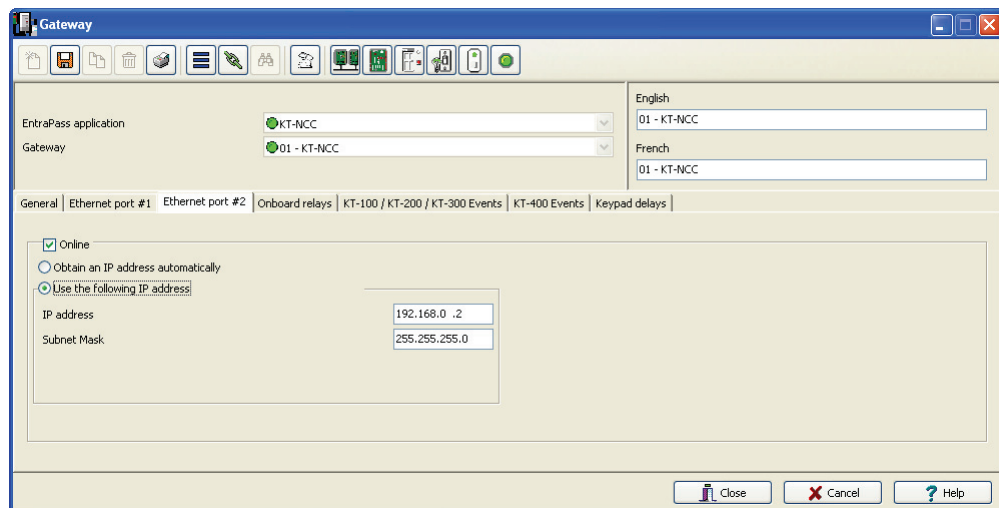 Gateway
English
EntraPass application
KT-NCC
01 - KT-NCC
Gateway
01 - KT-NCC
French
01 - KT-NCC
General Ethernet port #1 Ethernet port #2 Onboard relays KT-100 / KT-200 / KT-300 Events KT-400 Events Keypad delays
Online
Obtain an IP address automatically
Use the following IP address
IP address 192.168.0 .2
Subnet Mask 255.255.255.0
Close Cancel Help